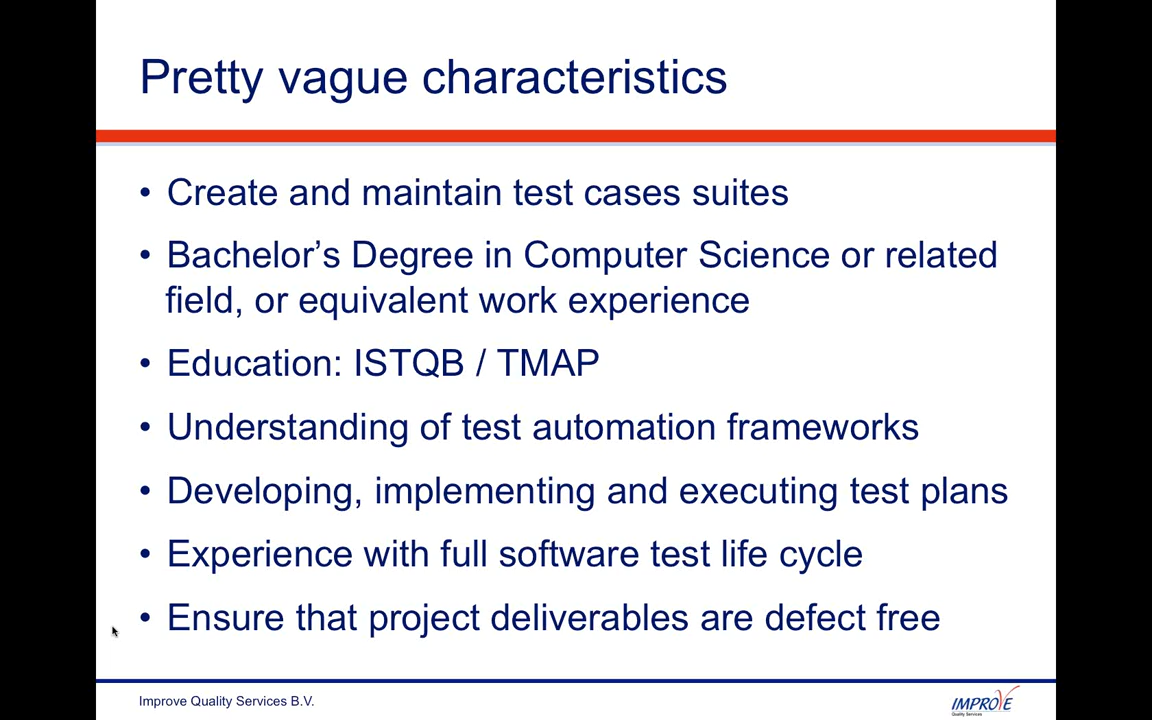 Pretty vague characteristics
• Create and maintain test cases suites
• Bachelor’s Degree in Computer Science or related
field, or equivalent work experience
• Education: ISTQB / TMAP
• Understanding of test automation frameworks
• Developing, implementing and executing test plans
• Experience with full software test life cycle
• Ensure that project deliverables are defect free
Improve Quality Services B.V.
IMPROVE
Quality Services